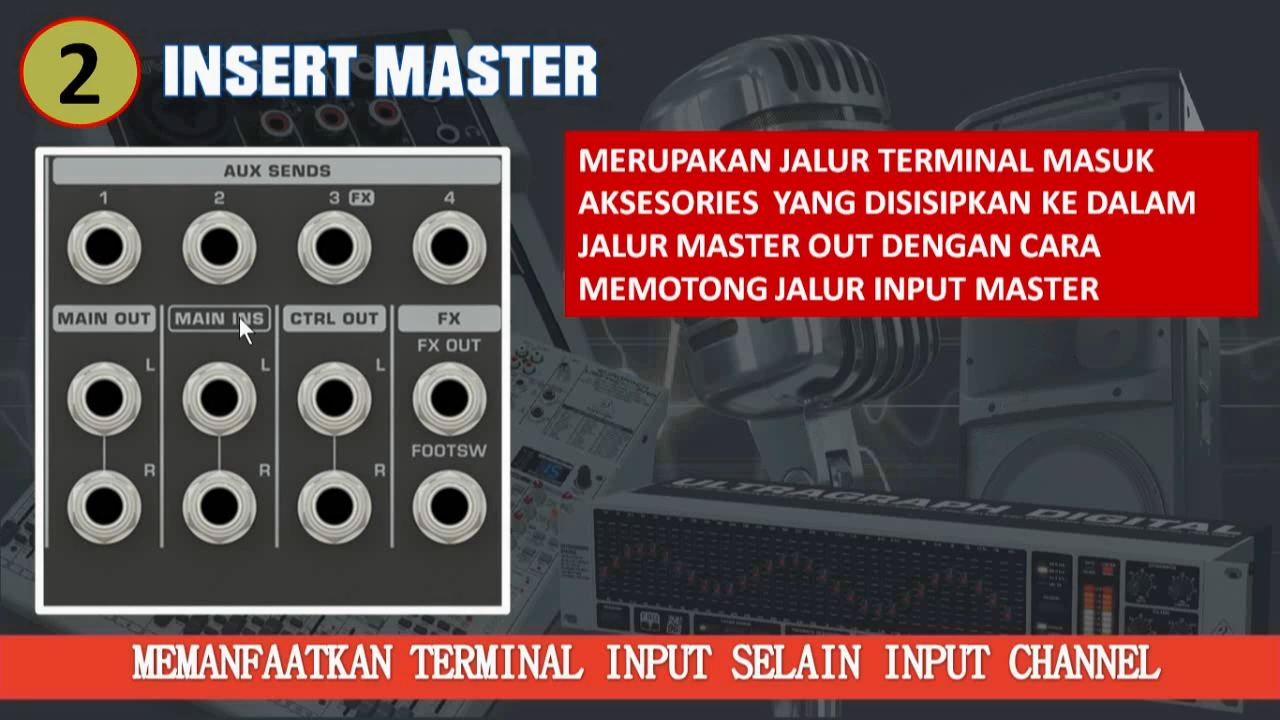 2 INSERT MASTER
AUX SENDS
1 2 3 FX 4
MAIN OUT MAIN INS CTRL OUT FX
FX OUT
L L L
FOOTSW
R R R
MERUPAKAN JALUR TERMINAL MASUK
AKSESORIES YANG DISISIPKAN KE DALAM
JALUR MASTER OUT DENGAN CARA
MEMOTONG JALUR INPUT MASTER
ULTRAGRAPH DIGITAL
MEMANFAATKAN TERMINAL INPUT SELAIN INPUT CHANNEL